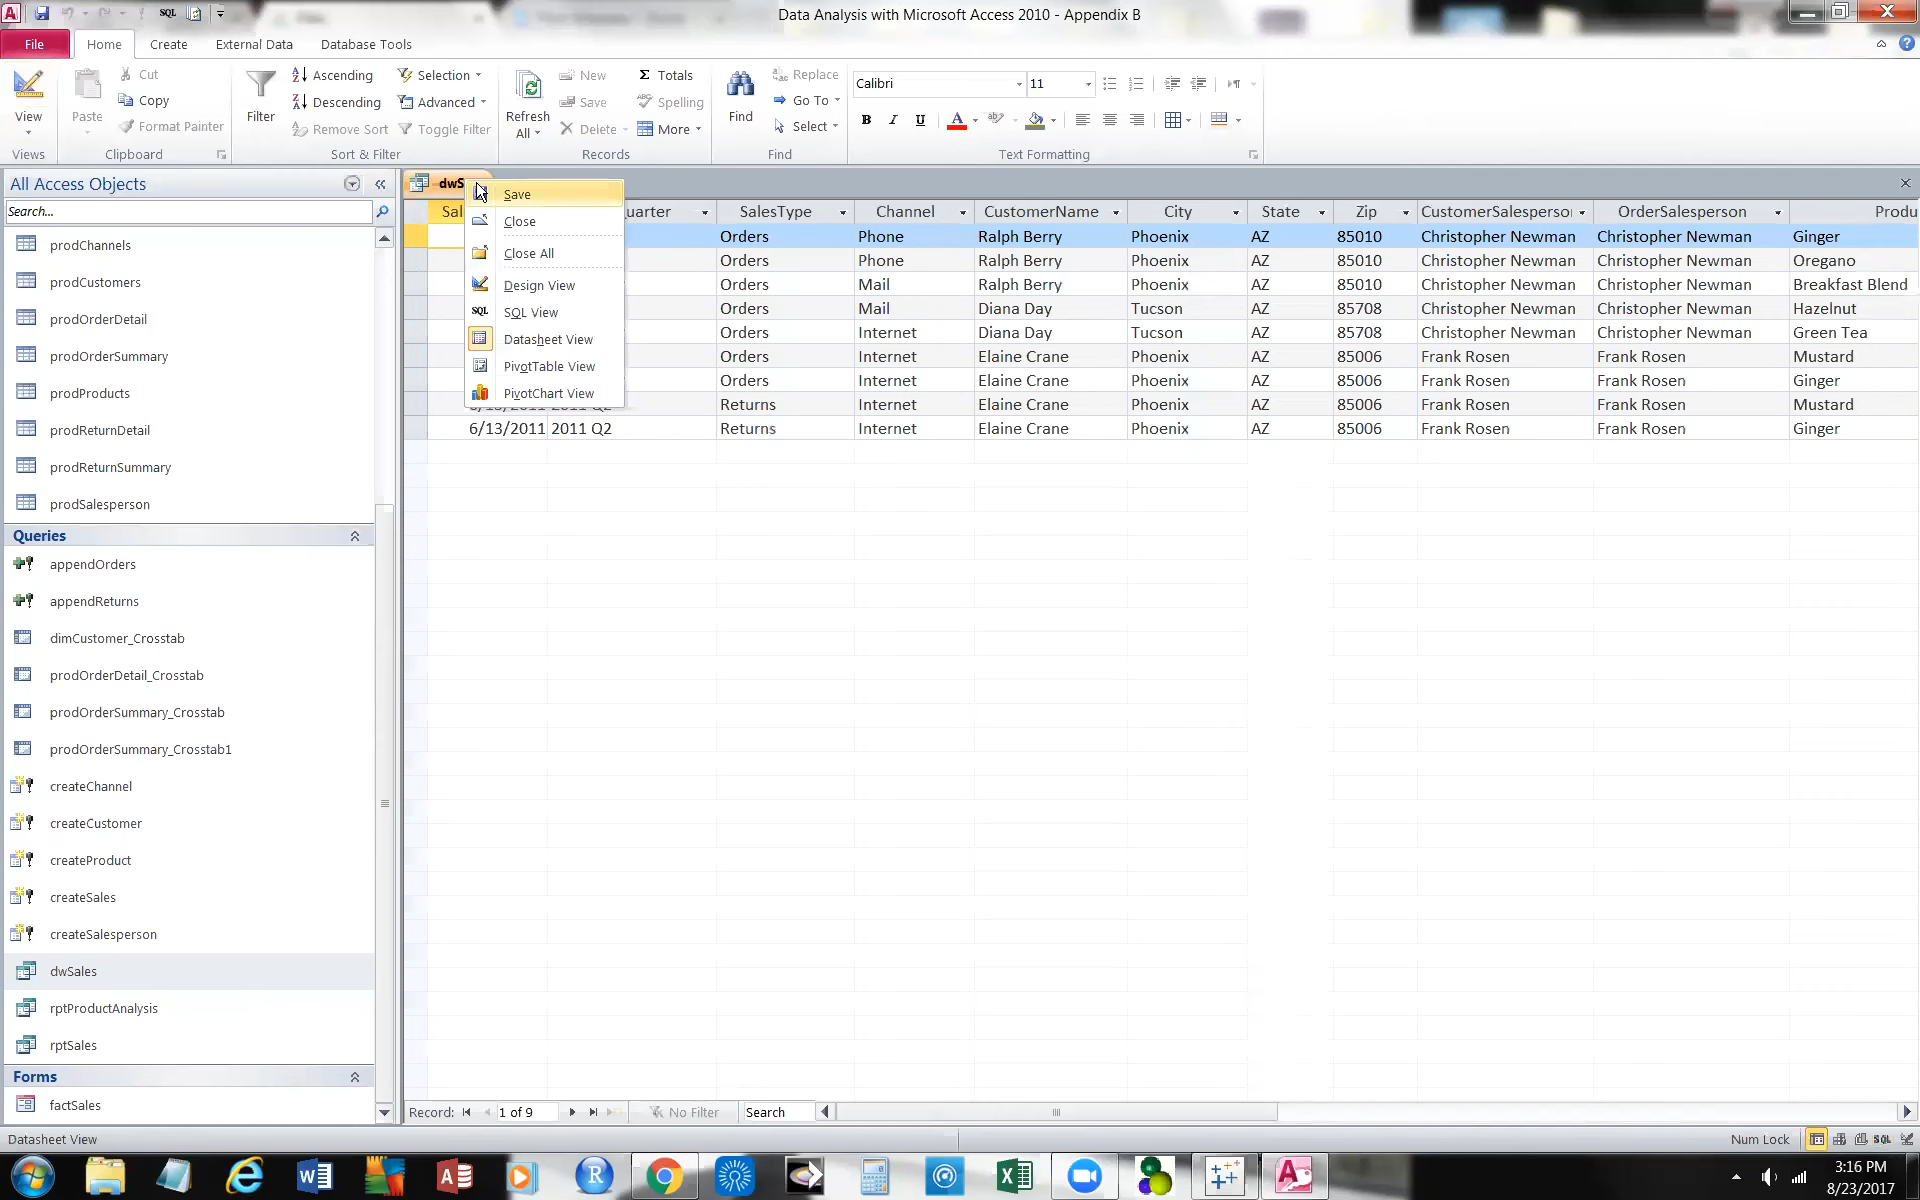 SQL
Data Analysis with Microsoft Access 2010 - Appendix B
File Home Create External Data Database Tools
View
Views
Paste
Cut
Copy
Format Painter
Clipboard
Filter
Ascending
Descending
Remove Sort
Selection
Advanced
Toggle Filter
Sort & Filter
Refresh
All
New
Save
Delete
Totals
Spelling
More
Records
Find
Replace
Go To
Select
Find
Calibri 11
B I U A
Text Formatting
All Access Objects
Search...
prodChannels
prodCustomers
prodOrderDetail
prodOrderSummary
prodProducts
prodReturnDetail
prodReturnSummary
prodSalesperson
Queries
appendOrders
appendReturns
dimCustomer_Crosstab
prodOrderDetail_Crosstab
prodOrderSummary_Crosstab
prodOrderSummary_Crosstab1
createChannel
createCustomer
createProduct
createSales
createSalesperson
dwSales
rptProductAnalysis
rptSales
Forms
factSales
dwS
Save
Close
Close All
Design View
SQL SQL View
Datasheet View
PivotTable View
PivotChart View
Sal uarter SalesType Channel CustomerName City State Zip CustomerSalesperso OrderSalesperson Produ
Orders Phone Ralph Berry Phoenix AZ 85010 Christopher Newman Christopher Newman Ginger
Orders Phone Ralph Berry Phoenix AZ 85010 Christopher Newman Christopher Newman Oregano
Orders Mail Ralph Berry Phoenix AZ 85010 Christopher Newman Christopher Newman Breakfast Blend
Orders Mail Diana Day Tucson AZ 85708 Christopher Newman Christopher Newman Hazelnut
Orders Internet Diana Day Tucson AZ 85708 Christopher Newman Christopher Newman Green Tea
Orders Internet Elaine Crane Phoenix AZ 85006 Frank Rosen Frank Rosen Mustard
Orders Internet Elaine Crane Phoenix AZ 85006 Frank Rosen Frank Rosen Ginger
Returns Internet Elaine Crane Phoenix AZ 85006 Frank Rosen Frank Rosen Mustard
6/13/2011 2011 Q2 Returns Internet Elaine Crane Phoenix AZ 85006 Frank Rosen Frank Rosen Ginger
Record: 1 of 9 No Filter Search
Datasheet View Num Lock SQL
3:16 PM
8/23/2017